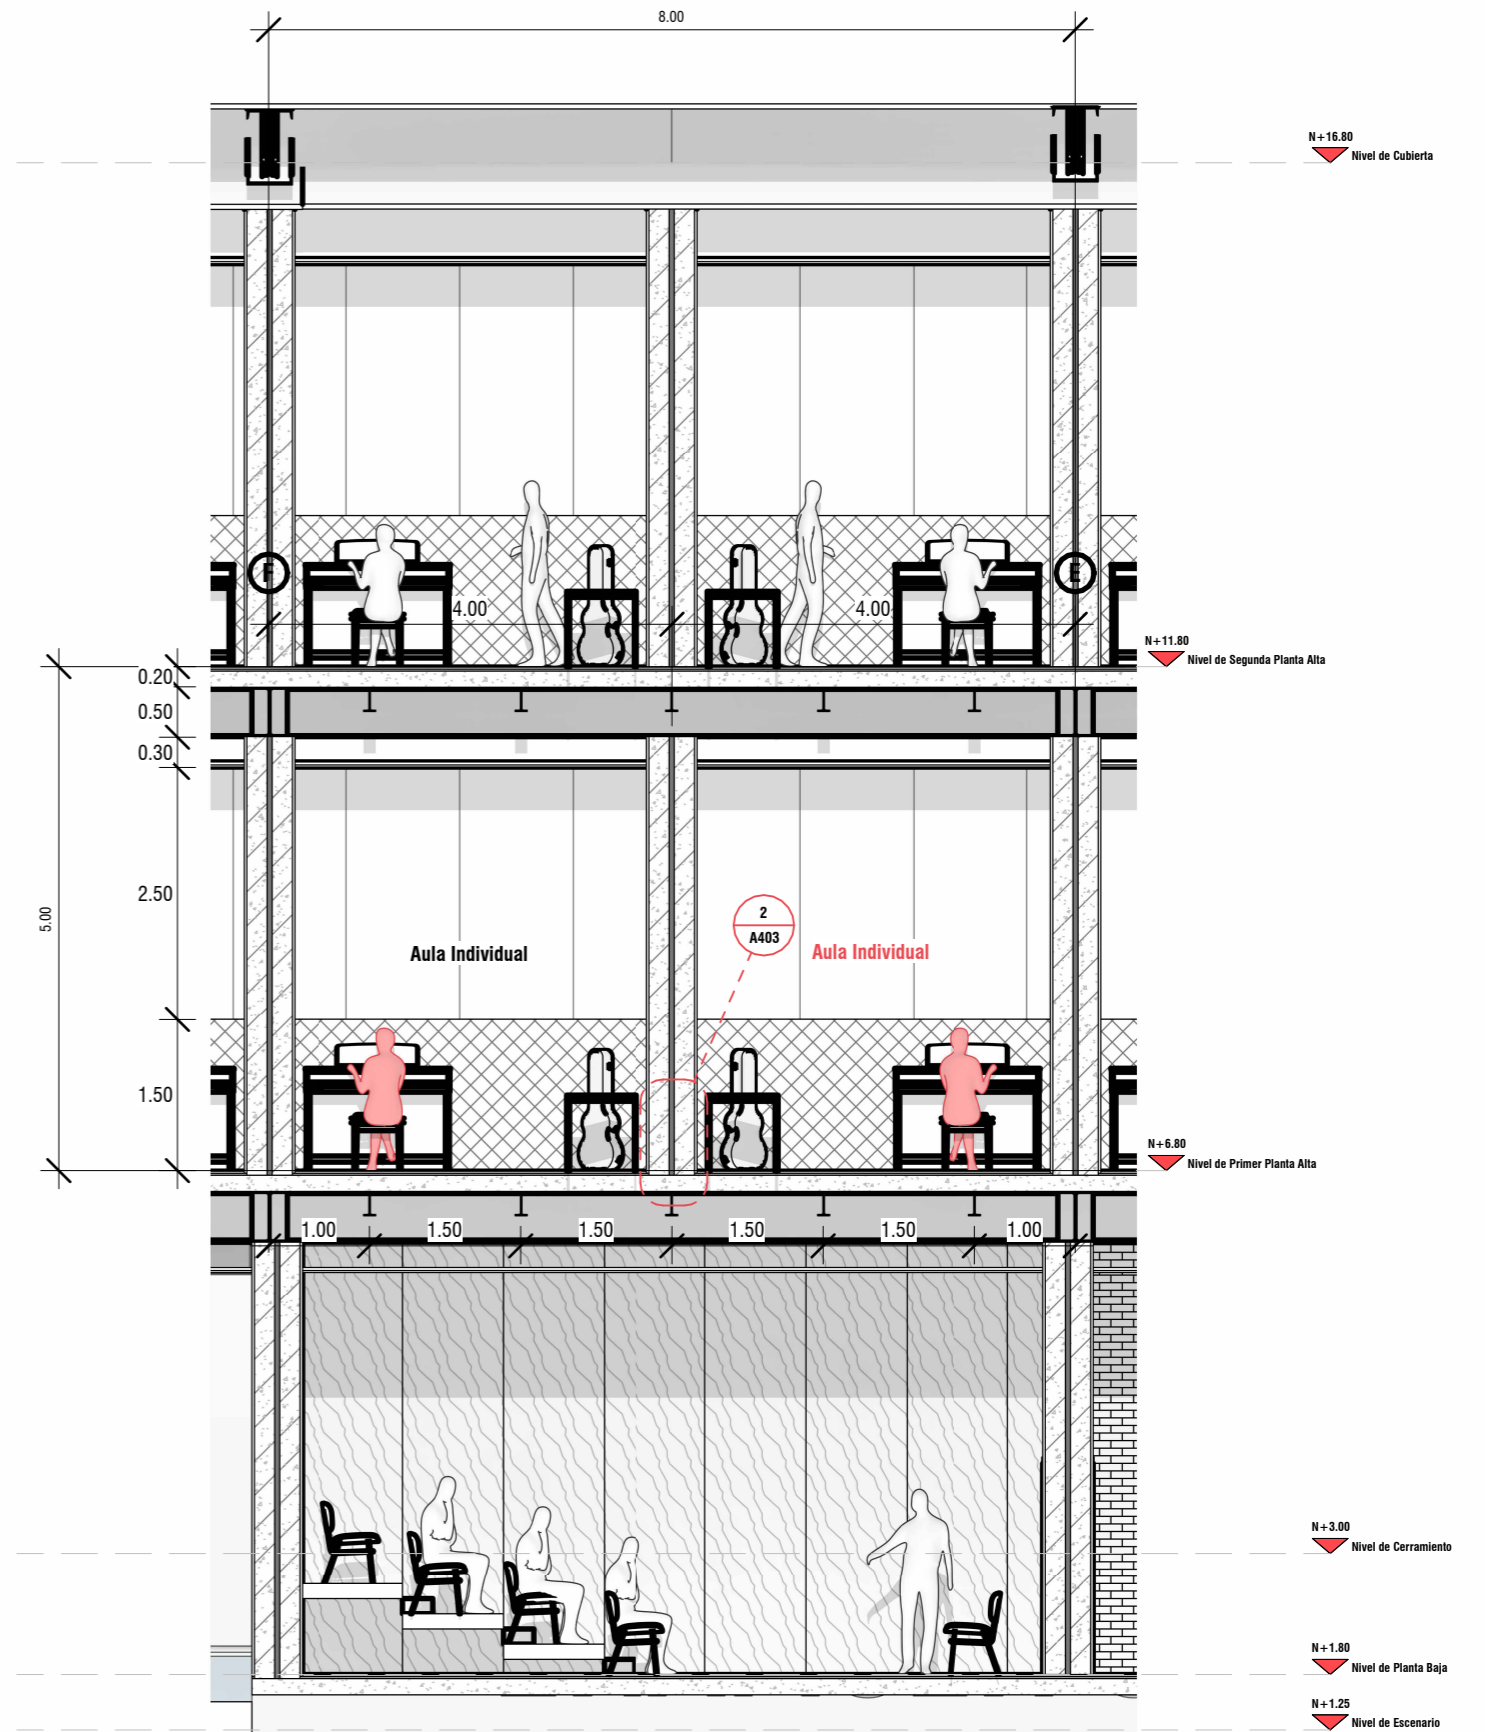 8.00
N+16.80
Nivel de Cubierta
F
E
4.00
4.00
N+11.80
Nivel de Segunda Planta Alta
0.20
0.50
0.30
2.50
5.00
2
A403
Aula Individual
Aula Individual
1.50
N+6.80
Nivel de Primer Planta Alta
1.00
1.50
1.50
1.50
1.50
1.00
N+3.00
Nivel de Cerramiento
N+1.80
Nivel de Planta Baja
N+1.25
Nivel de Escenario